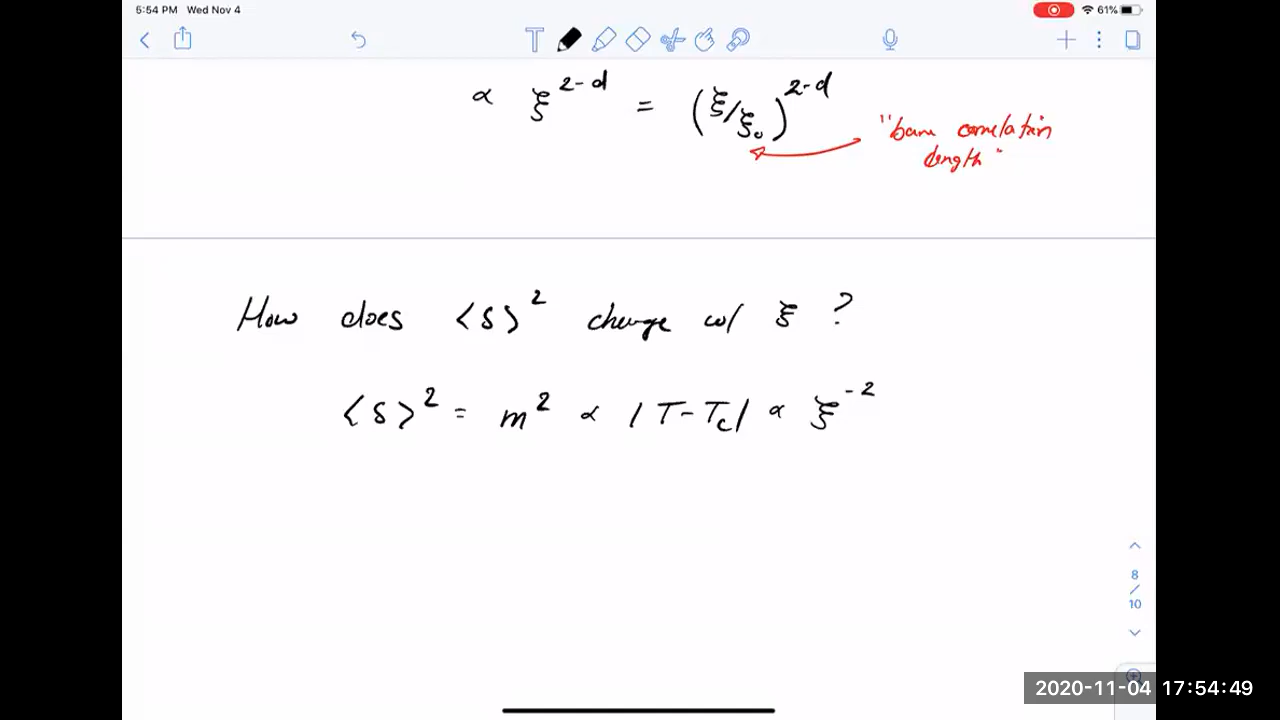 5:54 PM Wed Nov 4 61%
∝ ξ^{2-d} = (ξ/ξ₀)^{2-d}
"bare correlation
length"
How does ⟨S⟩² change w/ ξ ?
⟨S⟩² = m² ∝ |T-Tc| ∝ ξ^{-2}
8
/
10
2020-11-04 17:54:49